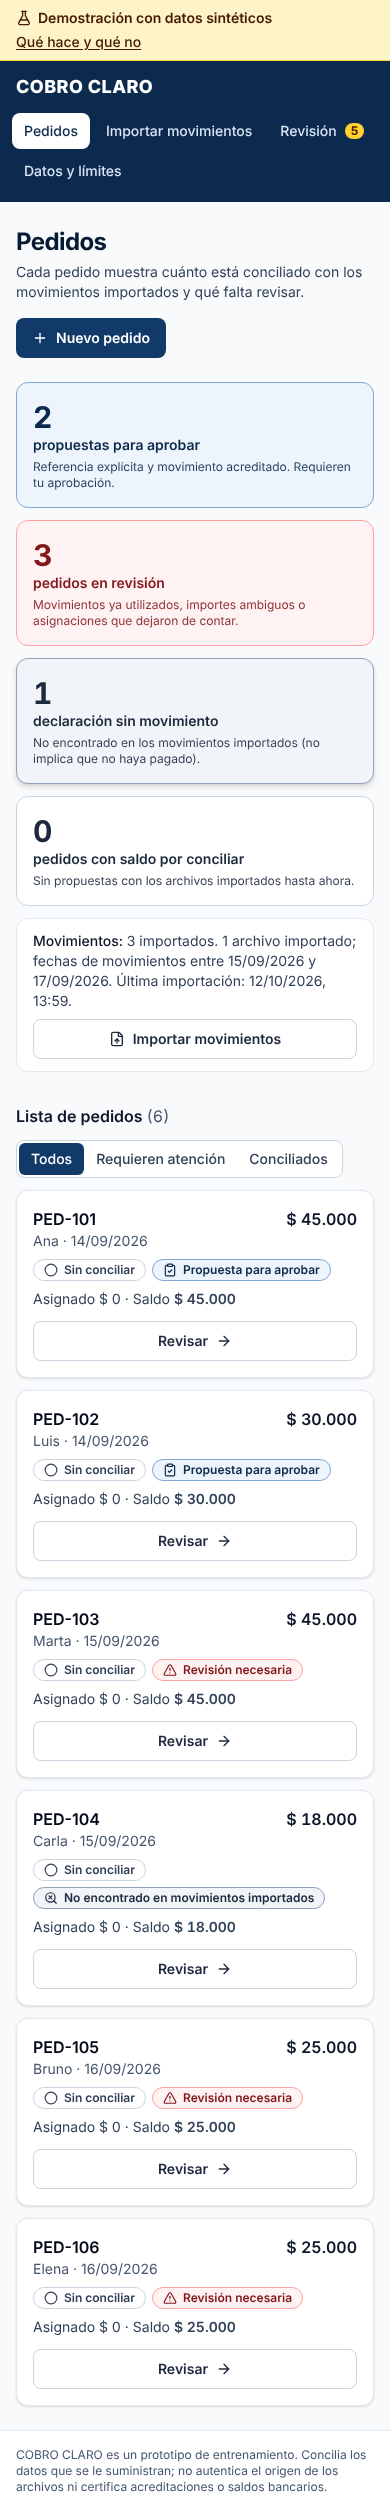 Demostración con datos sintéticos
Qué hace y qué no
COBRO CLARO
Pedidos
Importar movimientos
Revisión 5
Datos y límites
Pedidos
Cada pedido muestra cuánto está conciliado con los
movimientos importados y qué falta revisar.
Nuevo pedido
2
propuestas para aprobar
Referencia explícita y movimiento acreditado. Requieren
tu aprobación.
3
pedidos en revisión
Movimientos ya utilizados, importes ambiguos o
asignaciones que dejaron de contar.
1
declaración sin movimiento
No encontrado en los movimientos importados (no
implica que no haya pagado).
0
pedidos con saldo por conciliar
Sin propuestas con los archivos importados hasta ahora.
Movimientos: 3 importados. 1 archivo importado;
fechas de movimientos entre 15/09/2026 y
17/09/2026. Última importación: 12/10/2026,
13:59.
Importar movimientos
Lista de pedidos (6)
Todos
Requieren atención
Conciliados
PED-101 $ 45.000
Ana · 14/09/2026
Sin conciliar
Propuesta para aprobar
Asignado $ 0 · Saldo $ 45.000
Revisar
PED-102 $ 30.000
Luis · 14/09/2026
Sin conciliar
Propuesta para aprobar
Asignado $ 0 · Saldo $ 30.000
Revisar
PED-103 $ 45.000
Marta · 15/09/2026
Sin conciliar
Revisión necesaria
Asignado $ 0 · Saldo $ 45.000
Revisar
PED-104 $ 18.000
Carla · 15/09/2026
Sin conciliar
No encontrado en movimientos importados
Asignado $ 0 · Saldo $ 18.000
Revisar
PED-105 $ 25.000
Bruno · 16/09/2026
Sin conciliar
Revisión necesaria
Asignado $ 0 · Saldo $ 25.000
Revisar
PED-106 $ 25.000
Elena · 16/09/2026
Sin conciliar
Revisión necesaria
Asignado $ 0 · Saldo $ 25.000
Revisar
COBRO CLARO es un prototipo de entrenamiento. Concilia los
datos que se le suministran; no autentica el origen de los
archivos ni certifica acreditaciones o saldos bancarios.